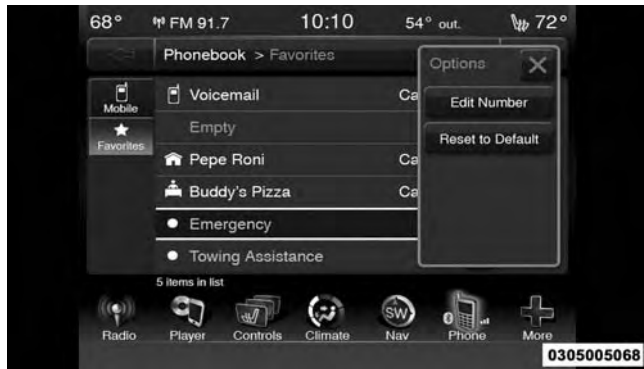 68° FM 91.7 10:10 54° out. 72°
Phonebook > Favorites
Options
Mobile
Favorites
Voicemail Ca
Edit Number
Empty
Reset to Default
Pepe Roni Ca
Buddy's Pizza Ca
Emergency
Towing Assistance
5 items in list
SW
Radio Player Controls Climate Nav Phone More
0305005068